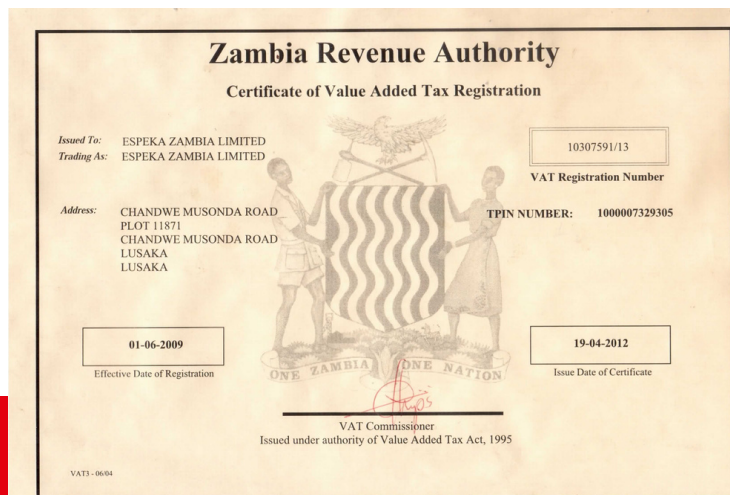 Zambia Revenue Authority
Certificate of Value Added Tax Registration
Issued To: ESPEKA ZAMBIA LIMITED
Trading As: ESPEKA ZAMBIA LIMITED
10307591/13
VAT Registration Number
Address: CHANDWE MUSONDA ROAD
PLOT 11871
CHANDWE MUSONDA ROAD
LUSAKA
LUSAKA
TPIN NUMBER: 1000007329305
01-06-2009
Effective Date of Registration
19-04-2012
Issue Date of Certificate
ONE ZAMBIA ONE NATION
VAT Commissioner
Issued under authority of Value Added Tax Act, 1995
VAT3 - 06/04